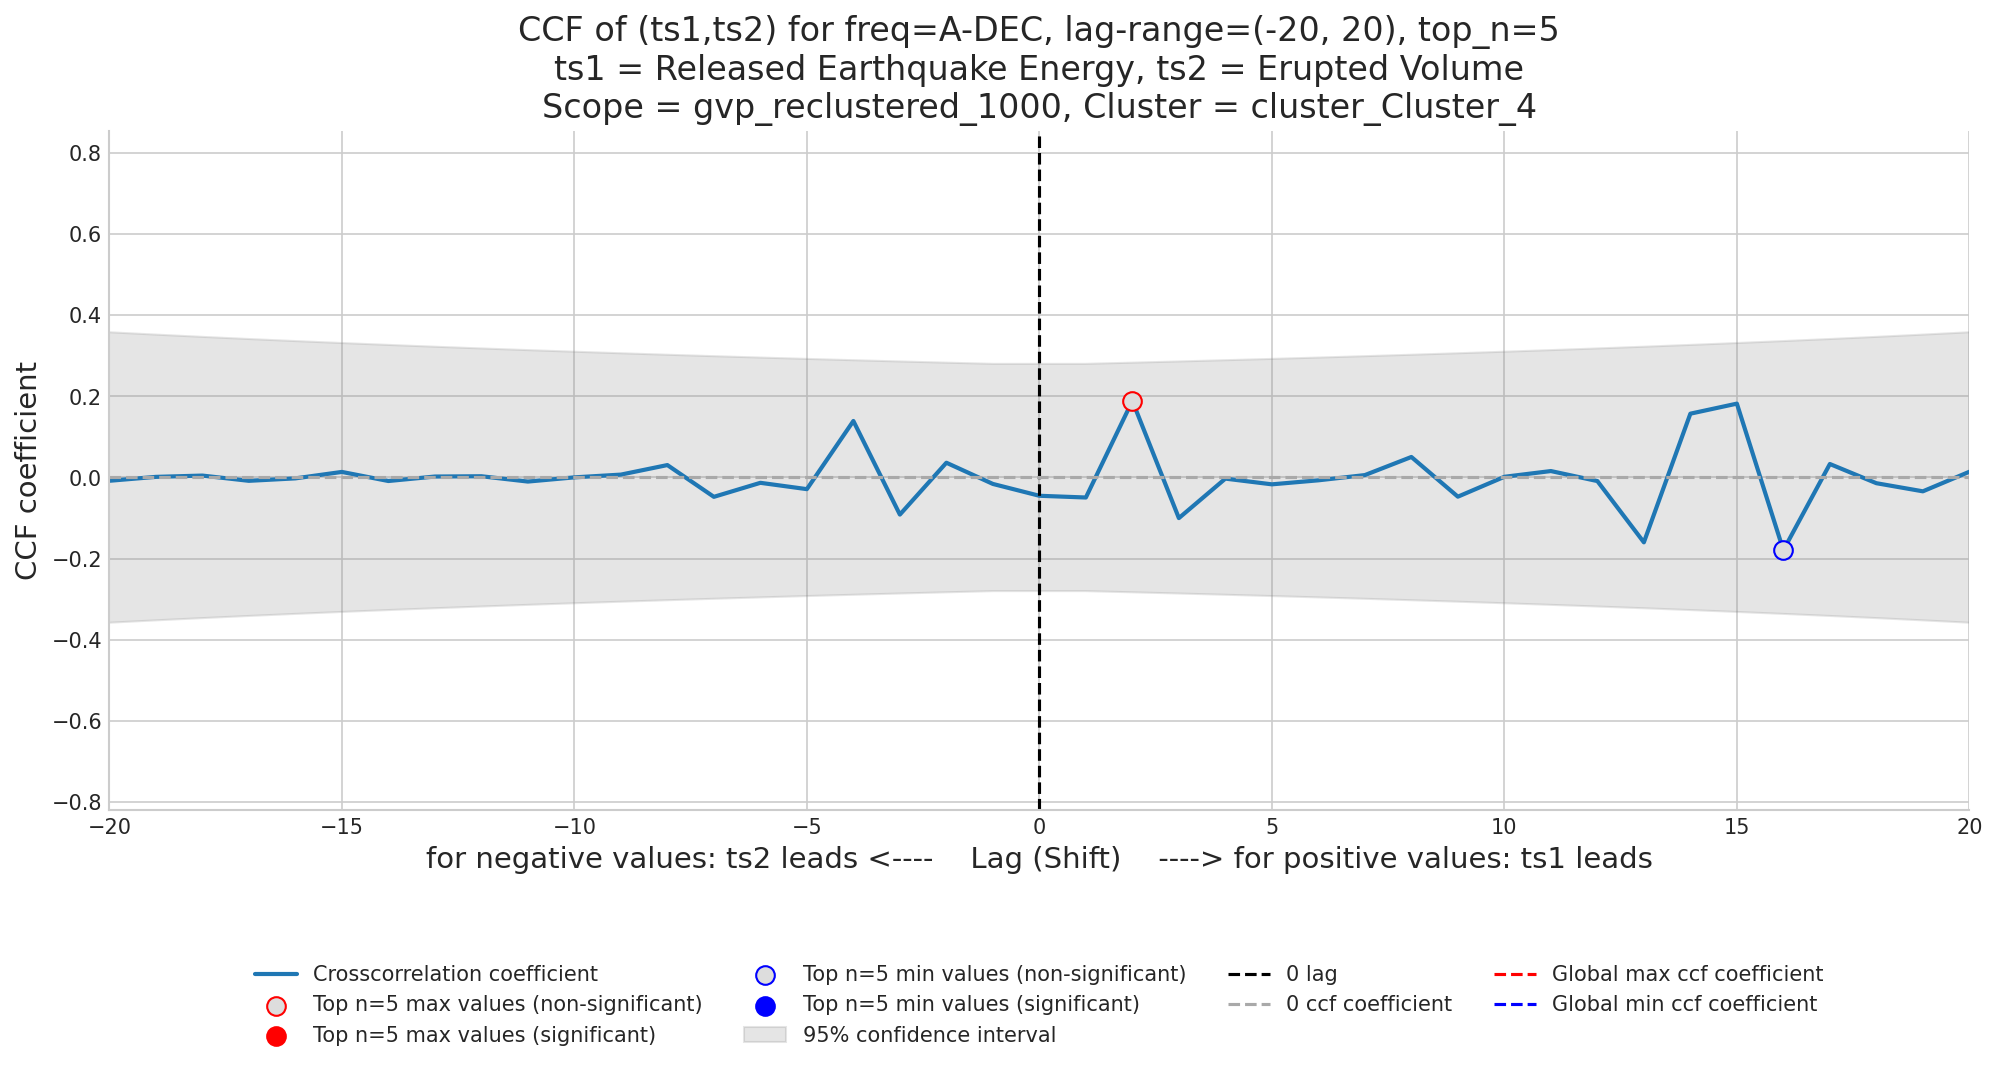 CCF of (ts1,ts2) for freq=A-DEC, lag-range=(-20, 20), top_n=5
ts1 = Released Earthquake Energy, ts2 = Erupted Volume
Scope = gvp_reclustered_1000, Cluster = cluster_Cluster_4
CCF coefficient
0.8
0.6
0.4
0.2
0.0
−0.2
−0.4
−0.6
−0.8
−20 −15 −10 −5 0 5 10 15 20
for negative values: ts2 leads <---- Lag (Shift) ----> for positive values: ts1 leads
Crosscorrelation coefficient
Top n=5 max values (non-significant)
Top n=5 max values (significant)
Top n=5 min values (non-significant)
Top n=5 min values (significant)
95% confidence interval
0 lag
0 ccf coefficient
Global max ccf coefficient
Global min ccf coefficient